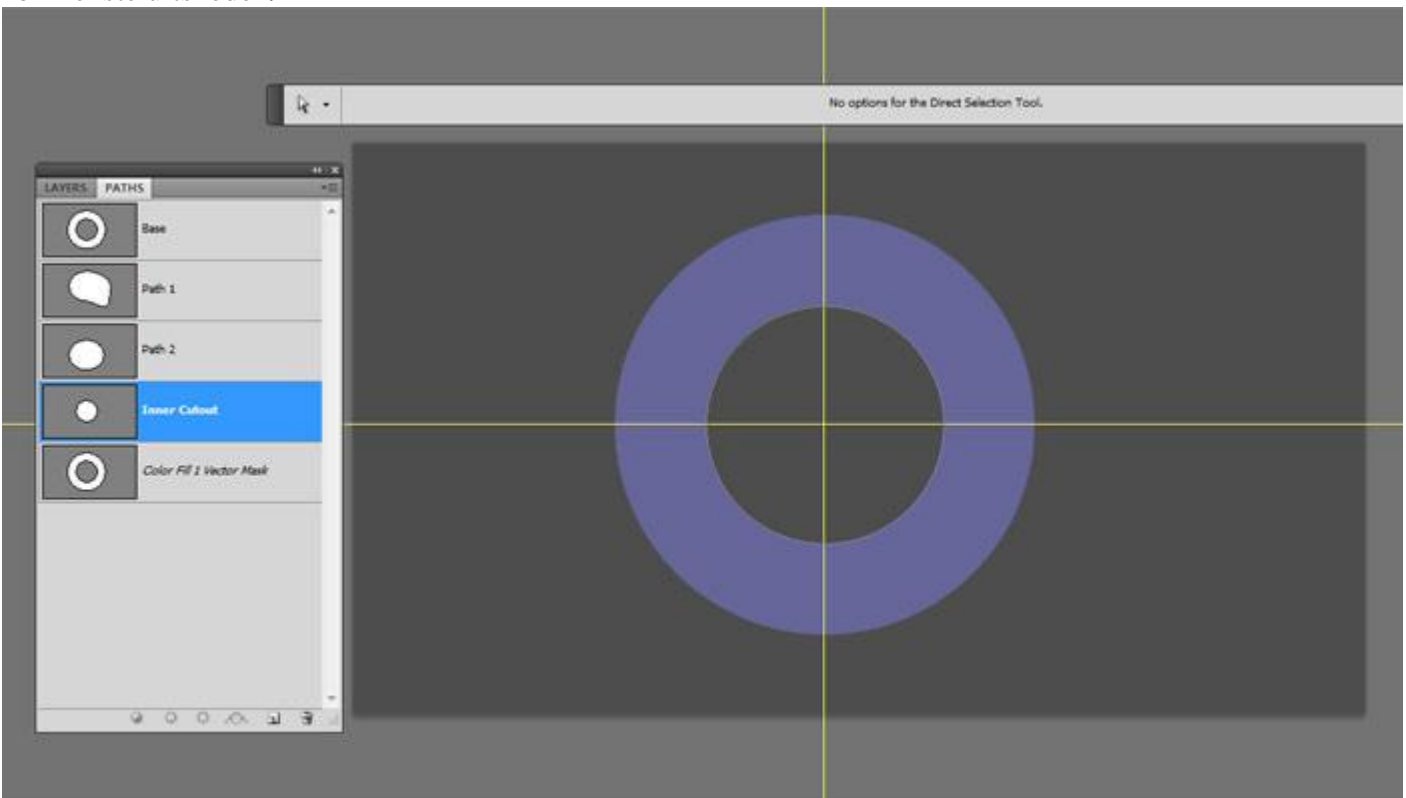 No options for the Direct Selection Tool.
LAYERS PATHS
Base
Path 1
Path 2
Inner Cutout
Color Fill 1 Vector Mask